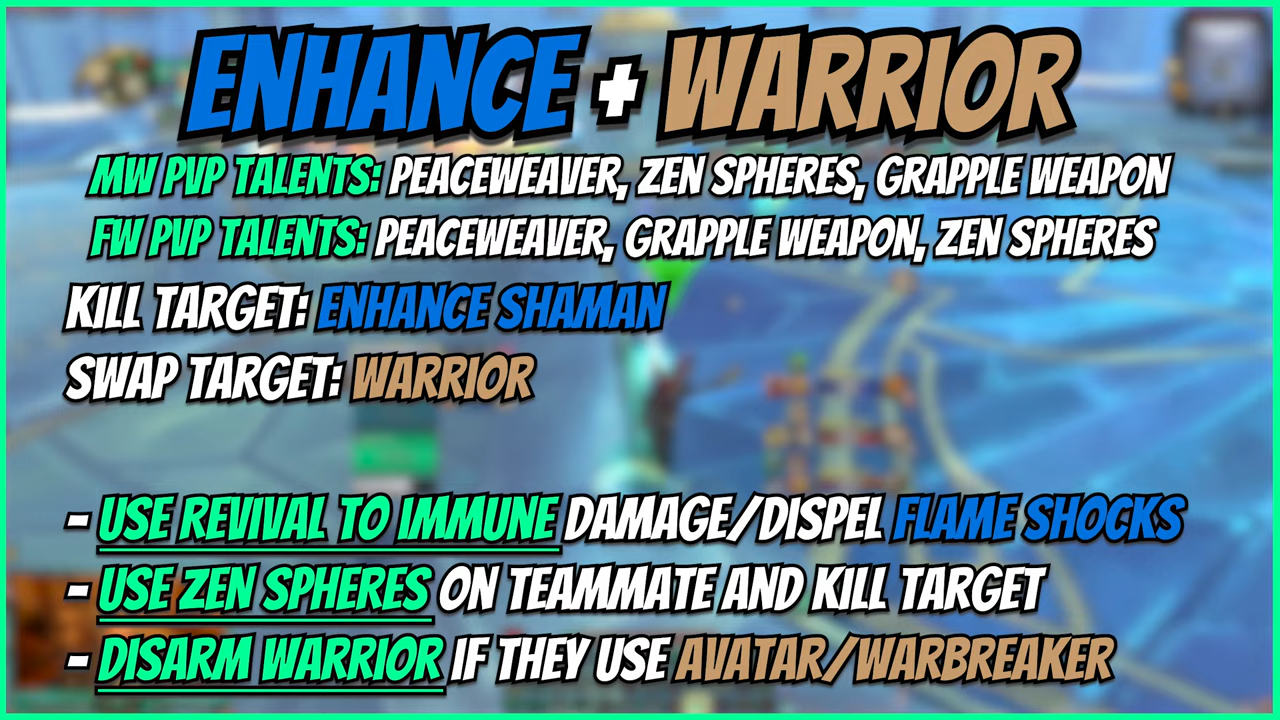 ENHANCE + WARRIOR
MW PVP TALENTS: PEACEWEAVER, ZEN SPHERES, GRAPPLE WEAPON
FW PVP TALENTS: PEACEWEAVER, GRAPPLE WEAPON, ZEN SPHERES
KILL TARGET: ENHANCE SHAMAN
SWAP TARGET: WARRIOR
- USE REVIVAL TO IMMUNE DAMAGE/DISPEL FLAME SHOCKS
- USE ZEN SPHERES ON TEAMMATE AND KILL TARGET
- DISARM WARRIOR IF THEY USE AVATAR/WARBREAKER